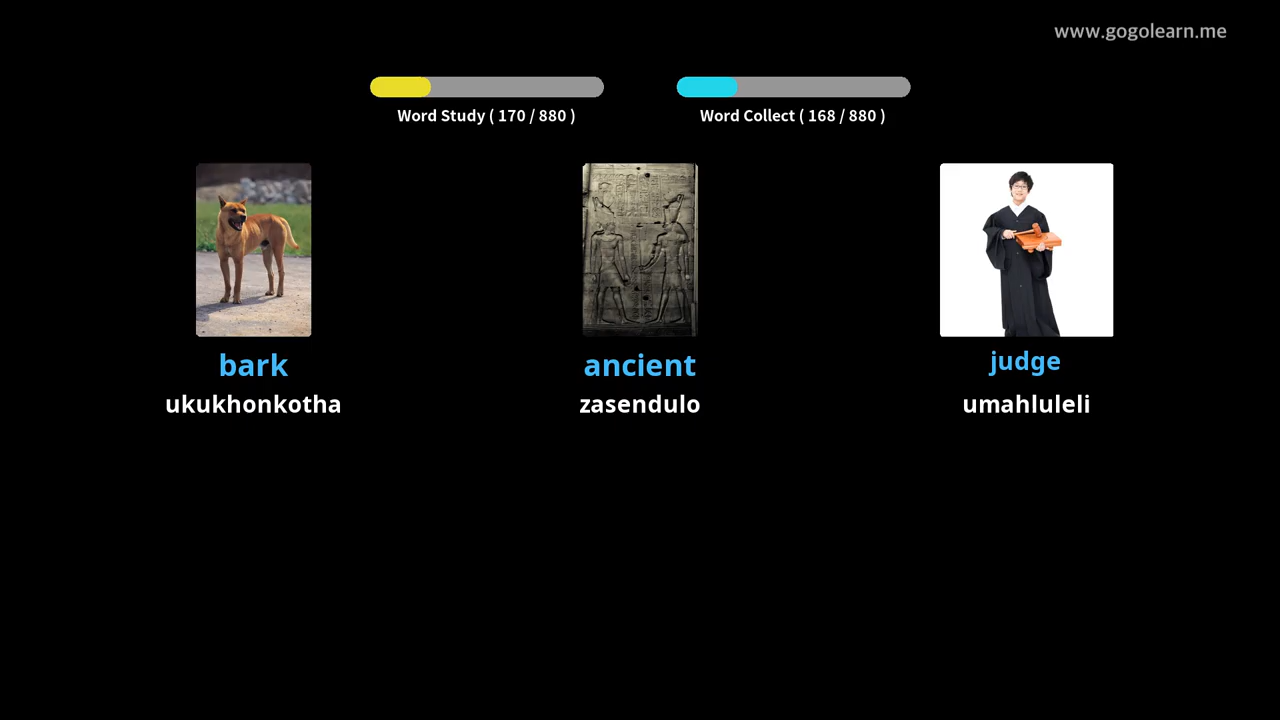 www.gogolearn.me
Word Study ( 170 / 880 )
Word Collect ( 168 / 880 )
bark
ancient
judge
ukukhonkotha
zasendulo
umahluleli